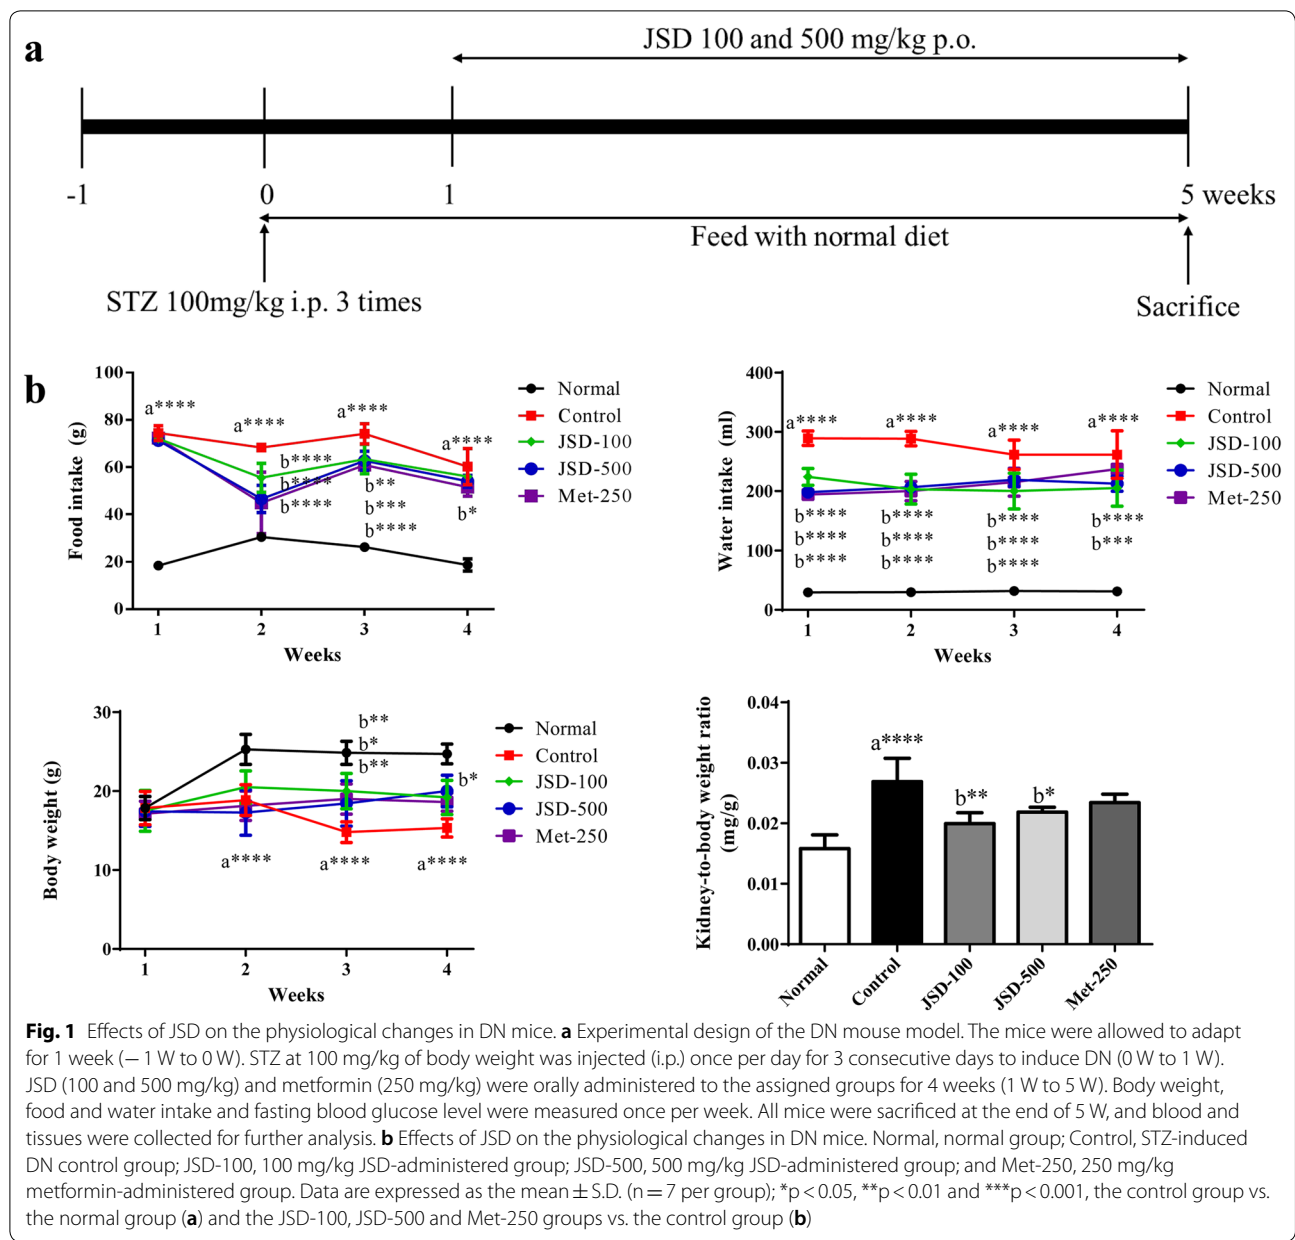 a
JSD 100 and 500 mg/kg p.o.
-1
0
1
5 weeks
Feed with normal diet
STZ 100mg/kg i.p. 3 times
Sacrifice
b
Food intake (g)
100
80
60
40
20
0
a****
a****
a****
a****
b****
b****
b****
b**
b***
b****
b*
1 2 3 4
Weeks
Normal
Control
JSD-100
JSD-500
Met-250
Water intake (ml)
400
300
200
100
0
a****
a****
a****
a****
b****
b****
b****
b****
b****
b****
b****
b****
b****
b****
b***
1 2 3 4
Weeks
Normal
Control
JSD-100
JSD-500
Met-250
Body weight (g)
30
20
10
0
b**
b*
b**
b*
a****
a****
a****
1 2 3 4
Weeks
Normal
Control
JSD-100
JSD-500
Met-250
Kidney-to-body weight ratio
(mg/g)
0.04
0.03
0.02
0.01
0.00
a****
b**
b*
Normal
Control
JSD-100
JSD-500
Met-250
Fig. 1 Effects of JSD on the physiological changes in DN mice. a Experimental design of the DN mouse model. The mice were allowed to adapt
for 1 week (− 1 W to 0 W). STZ at 100 mg/kg of body weight was injected (i.p.) once per day for 3 consecutive days to induce DN (0 W to 1 W).
JSD (100 and 500 mg/kg) and metformin (250 mg/kg) were orally administered to the assigned groups for 4 weeks (1 W to 5 W). Body weight,
food and water intake and fasting blood glucose level were measured once per week. All mice were sacrificed at the end of 5 W, and blood and
tissues were collected for further analysis. b Effects of JSD on the physiological changes in DN mice. Normal, normal group; Control, STZ-induced
DN control group; JSD-100, 100 mg/kg JSD-administered group; JSD-500, 500 mg/kg JSD-administered group; and Met-250, 250 mg/kg
metformin-administered group. Data are expressed as the mean ± S.D. (n = 7 per group); *p < 0.05, **p < 0.01 and ***p < 0.001, the control group vs.
the normal group (a) and the JSD-100, JSD-500 and Met-250 groups vs. the control group (b)